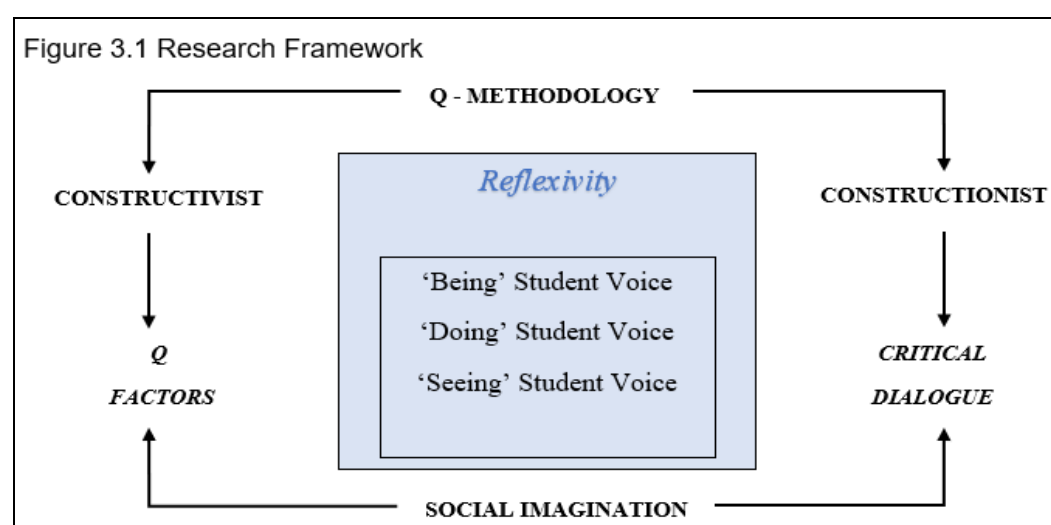 Figure 3.1 Research Framework
Q - METHODOLOGY
CONSTRUCTIVIST
Reflexivity
CONSTRUCTIONIST
‘Being’ Student Voice
‘Doing’ Student Voice
‘Seeing’ Student Voice
Q
FACTORS
CRITICAL
DIALOGUE
SOCIAL IMAGINATION